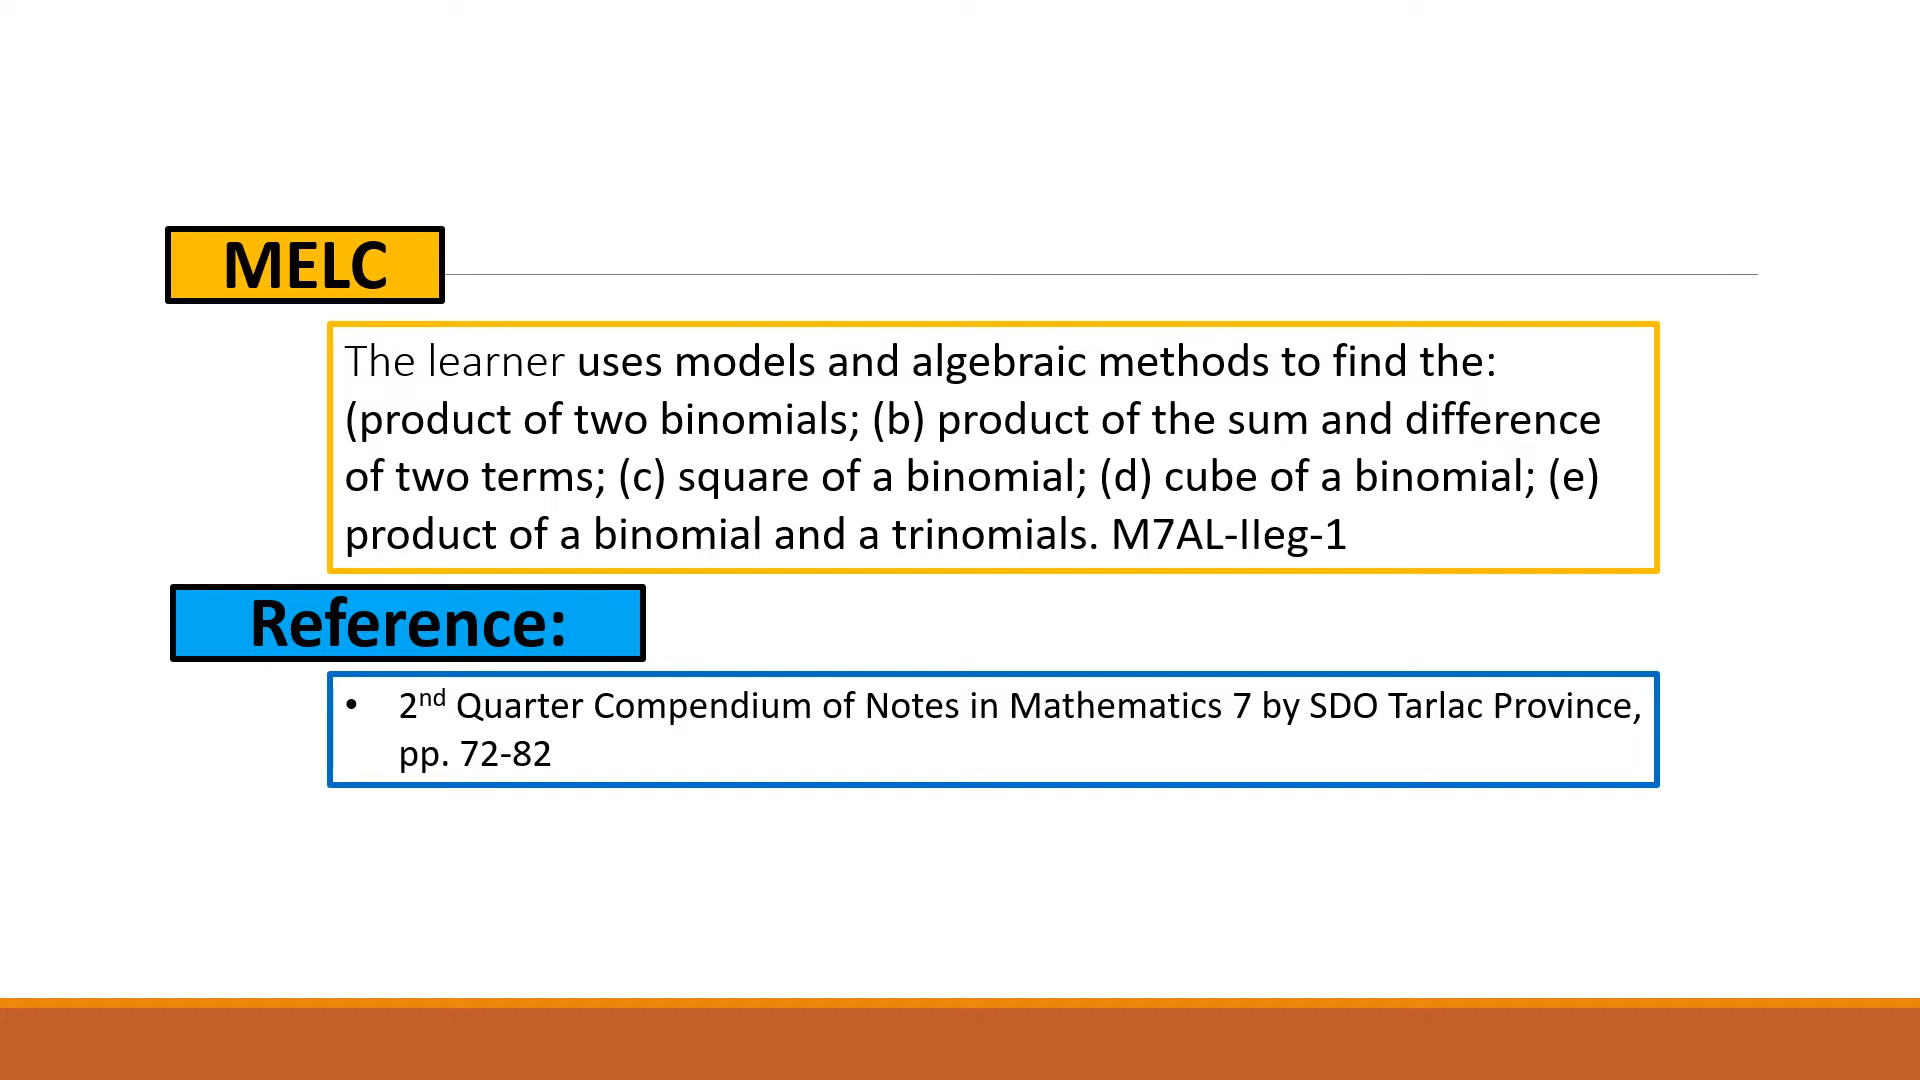 MELC
The learner uses models and algebraic methods to find the:
(product of two binomials; (b) product of the sum and difference
of two terms; (c) square of a binomial; (d) cube of a binomial; (e)
product of a binomial and a trinomials. M7AL-IIeg-1
Reference:
• 2nd Quarter Compendium of Notes in Mathematics 7 by SDO Tarlac Province,
pp. 72-82